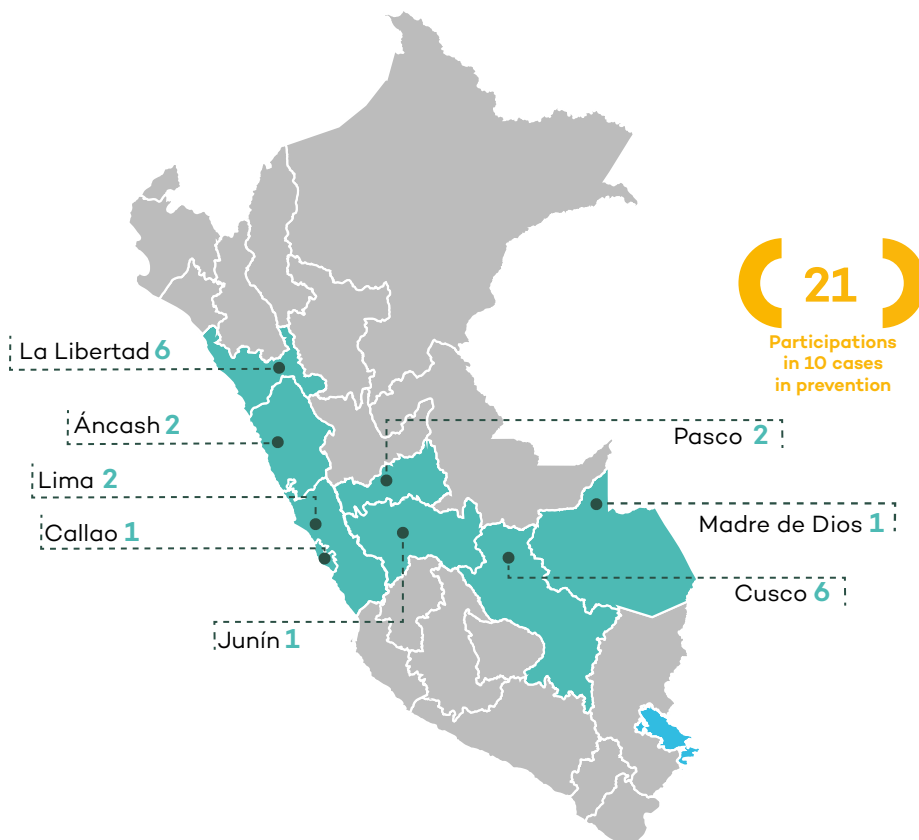 21
Participations
in 10 cases
in prevention
La Libertad 6
Áncash 2
Pasco 2
Lima 2
Madre de Dios 1
Callao 1
Cusco 6
Junín 1